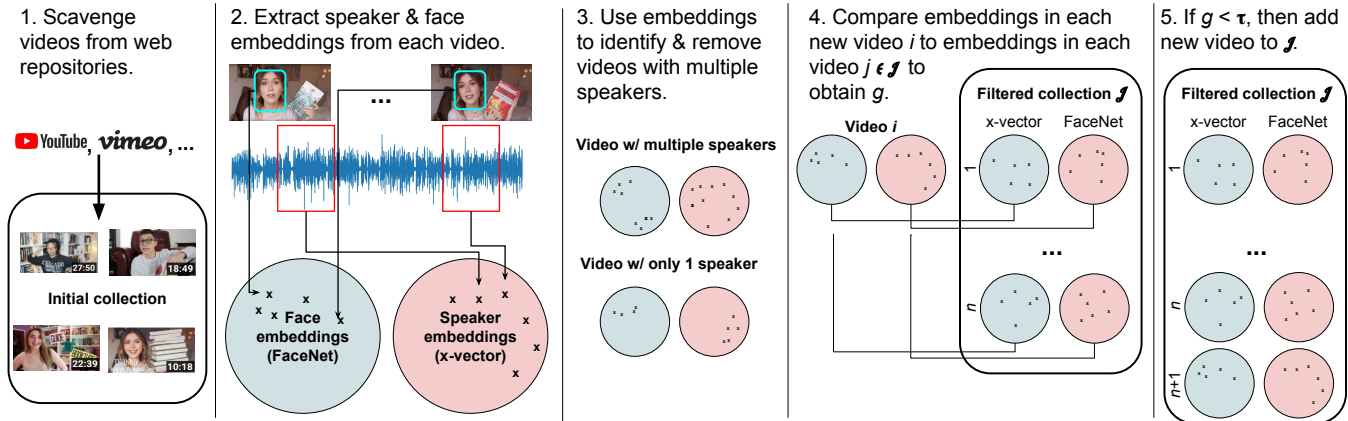 1. Scavenge
videos from web
repositories.
YouTube, vimeo, ...
27:50
18:49
Initial collection
22:39
10:18
2. Extract speaker & face
embeddings from each video.
...
x x x x x x x x x x
Face
embeddings
(FaceNet)
Speaker
embeddings
(x-vector)
3. Use embeddings
to identify & remove
videos with multiple
speakers.
Video w/ multiple speakers
Video w/ only 1 speaker
4. Compare embeddings in each
new video i to embeddings in each
video j ϵ 𝓙 to
obtain g.
Video i
Filtered collection 𝓙
x-vector FaceNet
1
...
n
5. If g < τ, then add
new video to 𝓙.
Filtered collection 𝓙
x-vector FaceNet
1
...
n
n+1